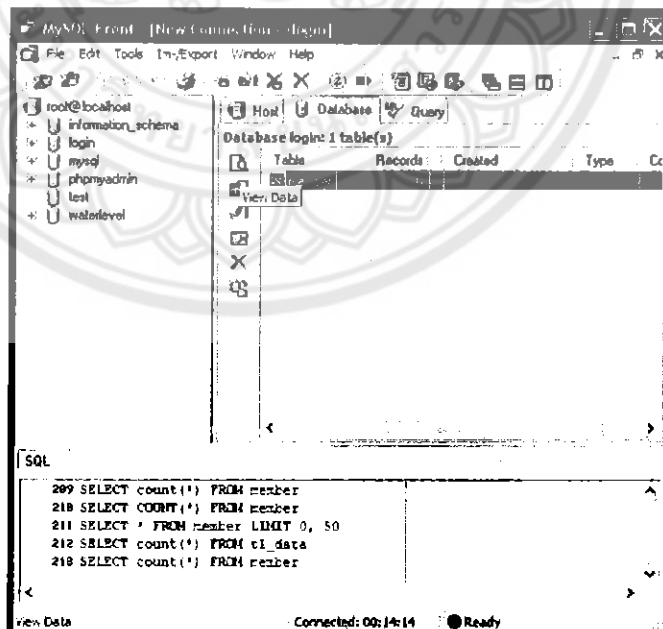 MySQL-Front - [New Connection - /login]
File Edit Tools Im-/Export Window Help
root@localhost
information_schema
login
mysql
phpmyadmin
test
waterlevel
Host Database Query
Database login: 1 table(s)
Table Records Created Type Co
View Data
SQL
209 SELECT count(*) FROM member
210 SELECT COUNT(*) FROM member
211 SELECT * FROM member LIMIT 0, 50
212 SELECT count(*) FROM tl_data
213 SELECT count(*) FROM member
View Data Connected: 00:14:14 Ready